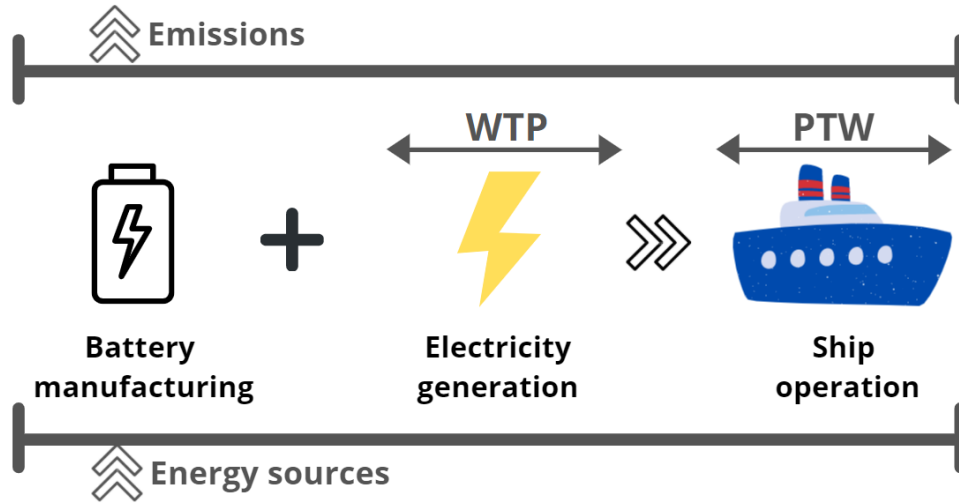 Emissions
WTP
PTW
Battery
manufacturing
Electricity
generation
Ship
operation
Energy sources